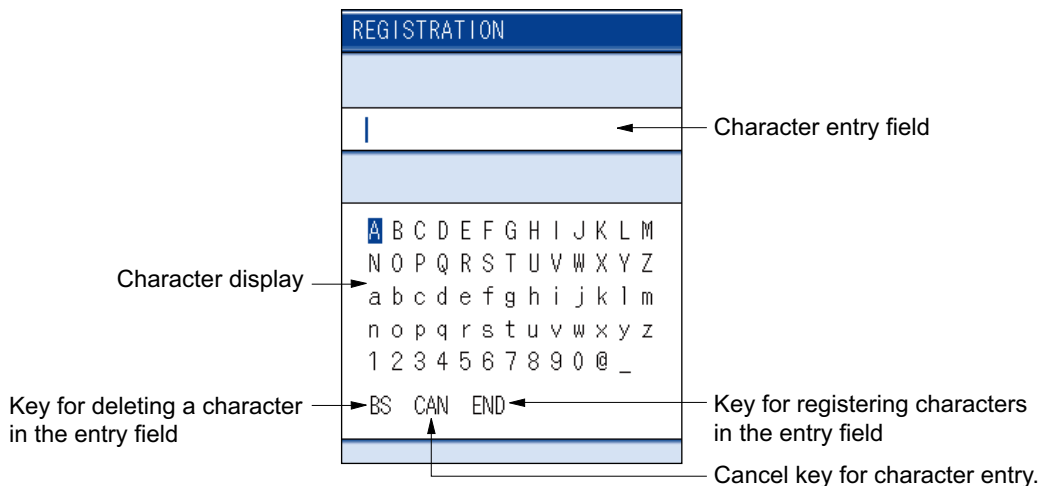 REGISTRATION
Character entry field
A B C D E F G H I J K L M
N O P Q R S T U V W X Y Z
Character display
a b c d e f g h i j k l m
n o p q r s t u v w x y z
1 2 3 4 5 6 7 8 9 0 @ _
Key for deleting a character
in the entry field
BS CAN END
Key for registering characters
in the entry field
Cancel key for character entry.